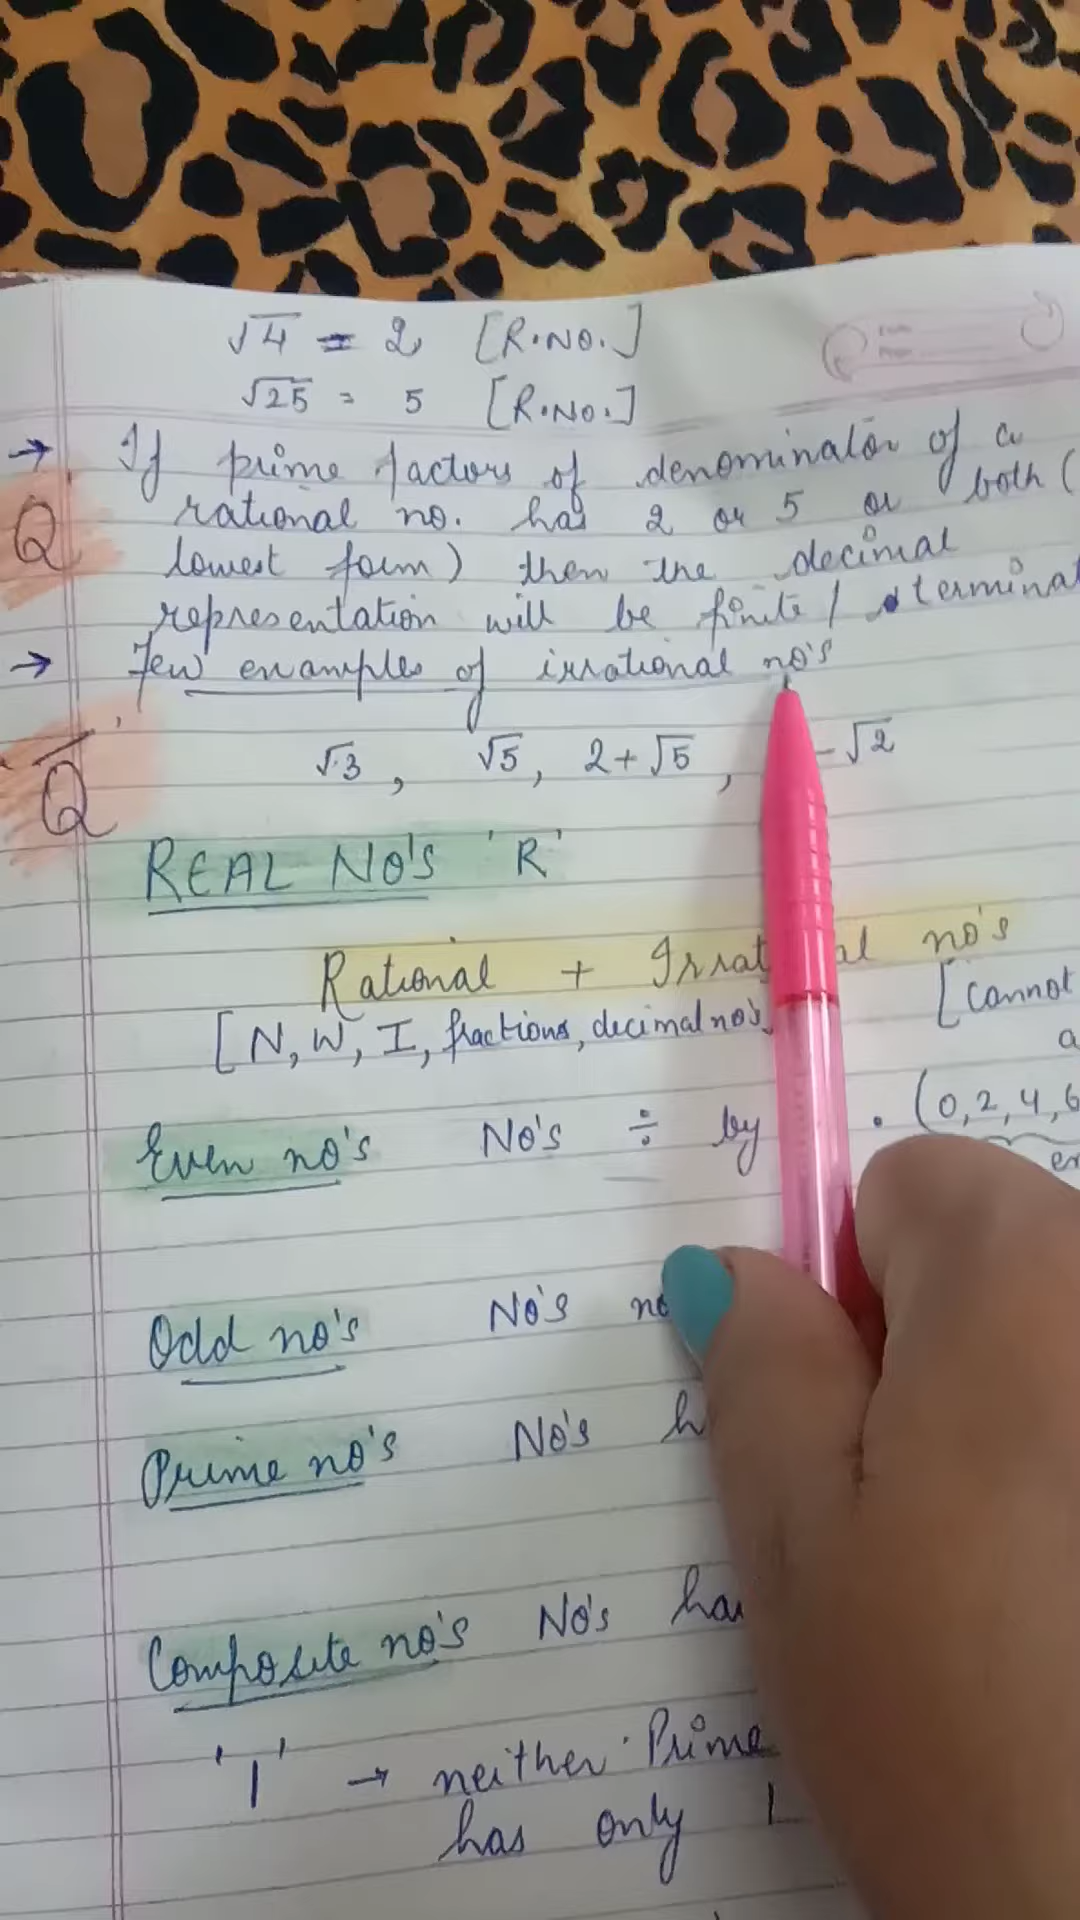 √4 = 2 [R.NO.]
√25 = 5 [R.NO.]
→ If prime factors of denominator of a
Q rational no. has 2 or 5 or both (
lowest form) then the decimal
representation will be finite /
→ Few examples of irrational no's
Q √3, √5, 2+√5, -√2
REAL NO'S 'R'
Rational + Irrat al no's
[N, W, I, fractions, decimal no's, [cannot
a
Even no's No's ÷ by . (0, 2, 4, 6
Odd no's No's
Prime no's No's
Composite no's No's
'1' → neither Prime
has only 1